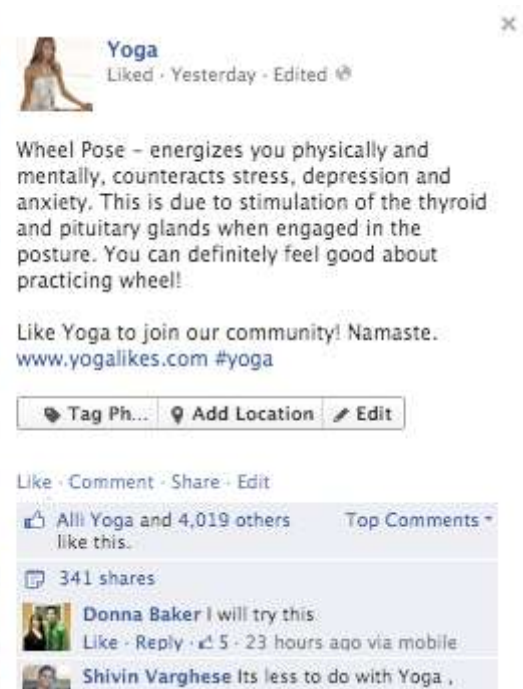 Yoga
Liked · Yesterday · Edited
Wheel Pose – energizes you physically and
mentally, counteracts stress, depression and
anxiety. This is due to stimulation of the thyroid
and pituitary glands when engaged in the
posture. You can definitely feel good about
practicing wheel!
Like Yoga to join our community! Namaste.
www.yogalikes.com #yoga
Tag Ph... Add Location Edit
Like · Comment · Share · Edit
Alli Yoga and 4,019 others Top Comments
like this.
341 shares
Donna Baker I will try this
Like · Reply · 5 · 23 hours ago via mobile
Shivin Varghese Its less to do with Yoga ,